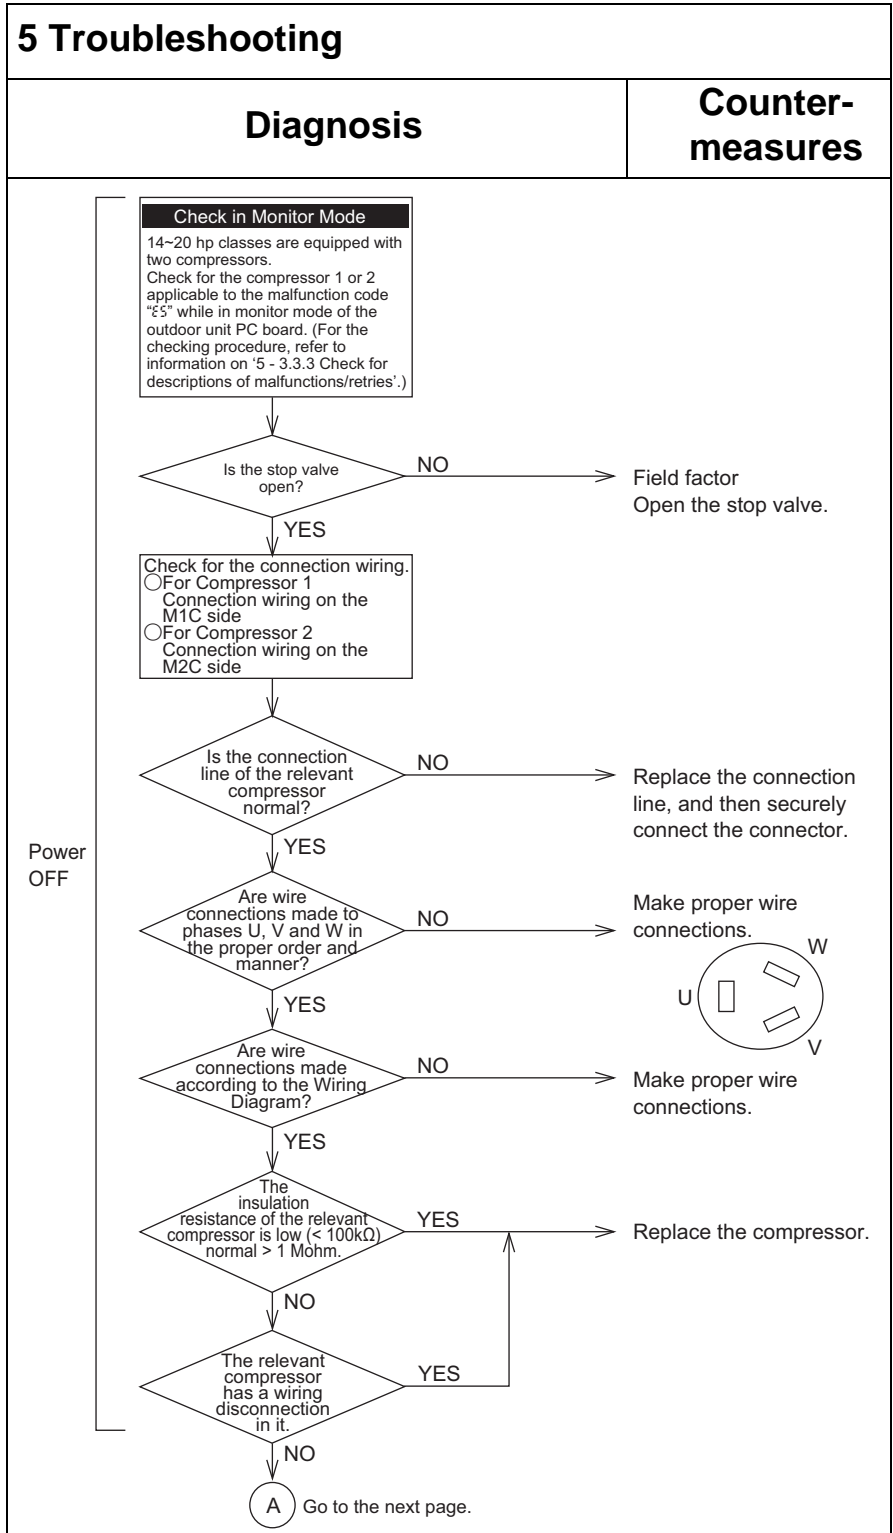 5 Troubleshooting
Diagnosis
Counter-
measures
Check in Monitor Mode
14~20 hp classes are equipped with
two compressors.
Check for the compressor 1 or 2
applicable to the malfunction code
“E5” while in monitor mode of the
outdoor unit PC board. (For the
checking procedure, refer to
information on ‘5 - 3.3.3 Check for
descriptions of malfunctions/retries’.)
Is the stop valve
open?
NO
Field factor
Open the stop valve.
YES
Check for the connection wiring.
○For Compressor 1
Connection wiring on the
M1C side
○For Compressor 2
Connection wiring on the
M2C side
Is the connection
line of the relevant
compressor
normal?
NO
Replace the connection
line, and then securely
connect the connector.
YES
Power
OFF
Are wire
connections made to
phases U, V and W in
the proper order and
manner?
NO
Make proper wire
connections.
W
U
V
YES
Are wire
connections made
according to the Wiring
Diagram?
NO
Make proper wire
connections.
YES
The
insulation
resistance of the relevant
compressor is low (< 100kΩ)
normal > 1 Mohm.
YES
Replace the compressor.
NO
The relevant
compressor
has a wiring
disconnection
in it.
YES
NO
A
Go to the next page.